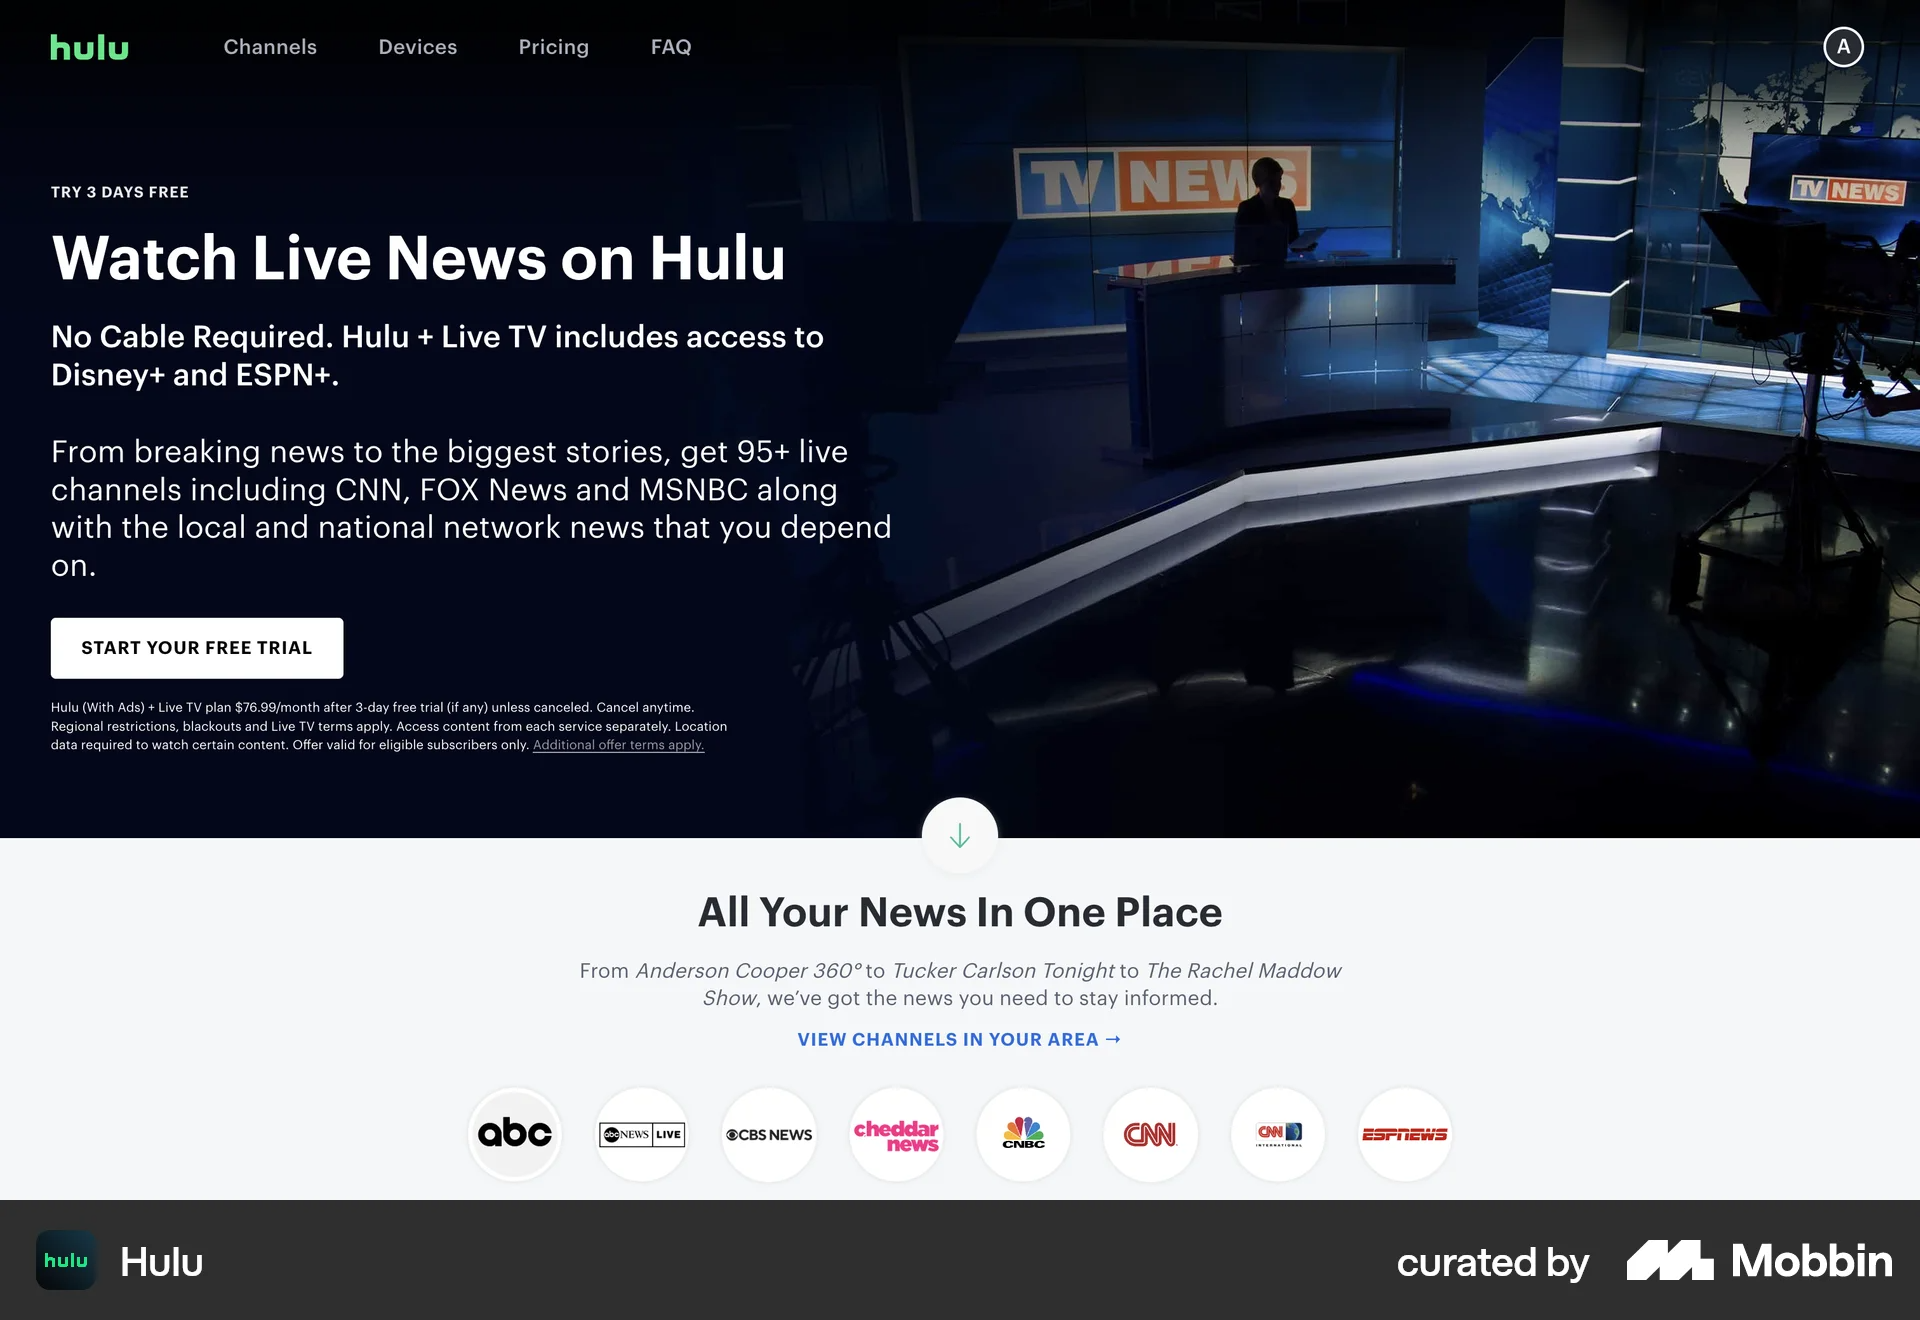 hulu
Channels
Devices
Pricing
FAQ
A
TV NEWS
TV NEWS
TRY 3 DAYS FREE
Watch Live News on Hulu
No Cable Required. Hulu + Live TV includes access to
Disney+ and ESPN+.
From breaking news to the biggest stories, get 95+ live
channels including CNN, FOX News and MSNBC along
with the local and national network news that you depend
on.
START YOUR FREE TRIAL
Hulu (With Ads) + Live TV plan $76.99/month after 3-day free trial (if any) unless canceled. Cancel anytime.
Regional restrictions, blackouts and Live TV terms apply. Access content from each service separately. Location
data required to watch certain content. Offer valid for eligible subscribers only. Additional offer terms apply.
All Your News In One Place
From Anderson Cooper 360° to Tucker Carlson Tonight to The Rachel Maddow
Show, we’ve got the news you need to stay informed.
VIEW CHANNELS IN YOUR AREA →
abc
abc NEWS LIVE
CBS NEWS
cheddar
news
CNBC
CNN
CNN
INTERNATIONAL
ESPNEWS
hulu
Hulu
curated by
Mobbin